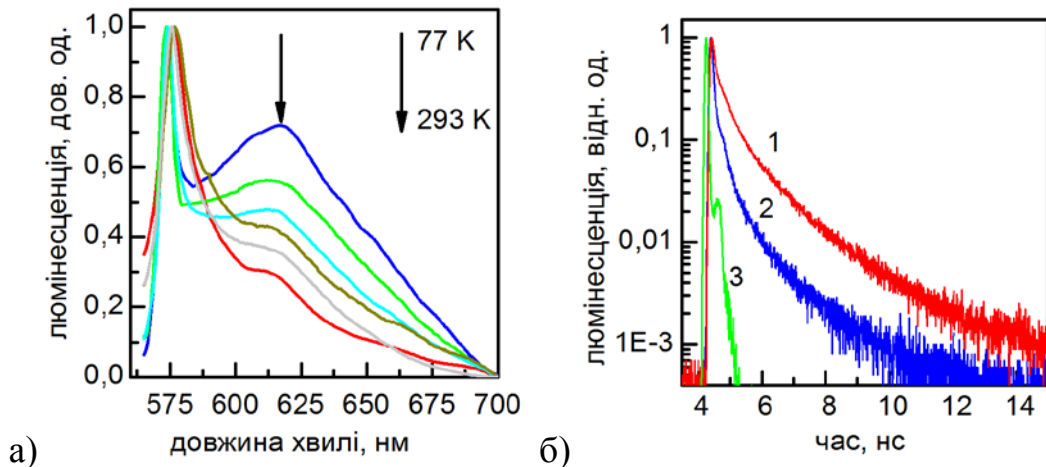 люмінесценція, дов. од.
1,0
0,8
0,6
0,4
0,2
0,0
77 K
293 K
575 600 625 650 675 700
довжина хвилі, нм
а)
люмінесценція, відн. од.
1
0,1
0,01
1E-3
1
2
3
4 6 8 10 12 14
час, нс
б)